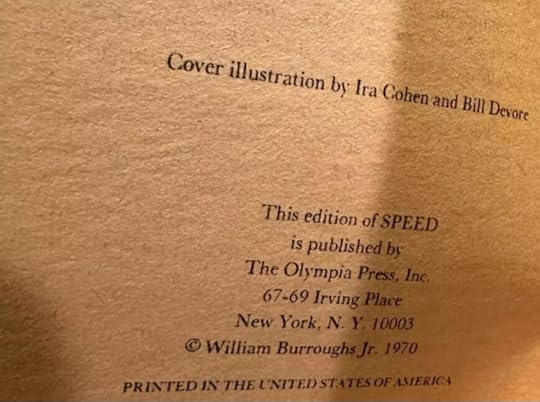 Cover illustration by Ira Cohen and Bill Devore
This edition of SPEED
is published by
The Olympia Press, Inc.
67-69 Irving Place
New York, N. Y. 10003
© William Burroughs Jr. 1970
PRINTED IN THE UNITED STATES OF AMERICA